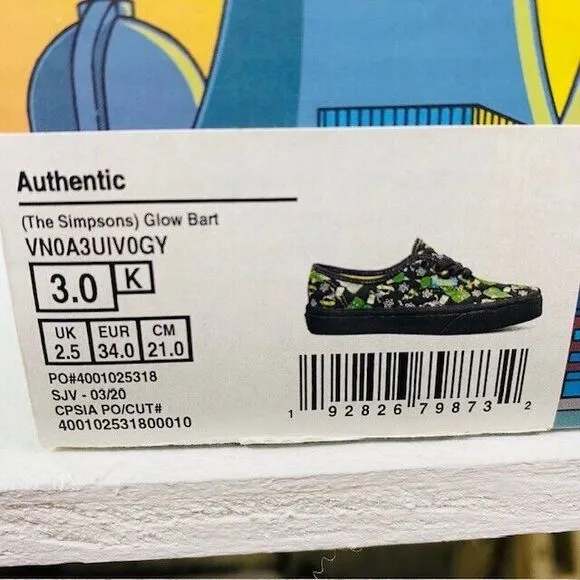 Authentic
(The Simpsons) Glow Bart
VN0A3UIV0GY
3.0 K
UK EUR CM
2.5 34.0 21.0
PO#4001025318
SJV - 03/20
CPSIA PO/CUT#
400102531800010
1 92826 79873 2